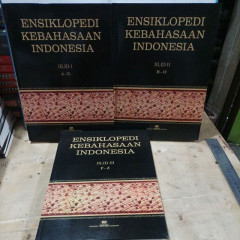 ENSIKLOPEDI
KEBAHASAAN
INDONESIA
JILID I
ENSIKLOPEDI
KEBAHASAAN
INDONESIA
JILID II
ENSIKLOPEDI
KEBAHASAAN
INDONESIA
JILID III
P - Z